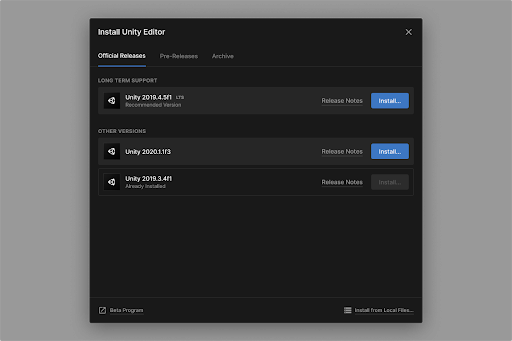 Install Unity Editor
Official Releases Pre-Releases Archive
LONG TERM SUPPORT
Unity 2019.4.5f1 LTS
Recommended Version
Release Notes Install...
OTHER VERSIONS
Unity 2020.1.1f3 Release Notes Install...
Unity 2019.3.4f1
Already Installed
Release Notes Install...
Beta Program Install from Local Files...